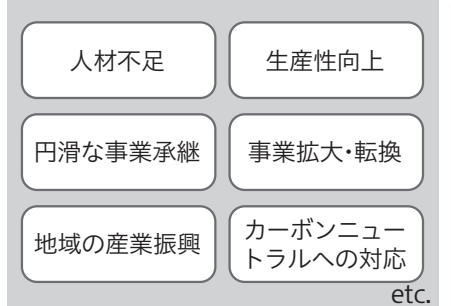 人材不足
生産性向上
円滑な事業承継
事業拡大・転換
地域の産業振興
カーボンニュー
トラルへの対応
etc.